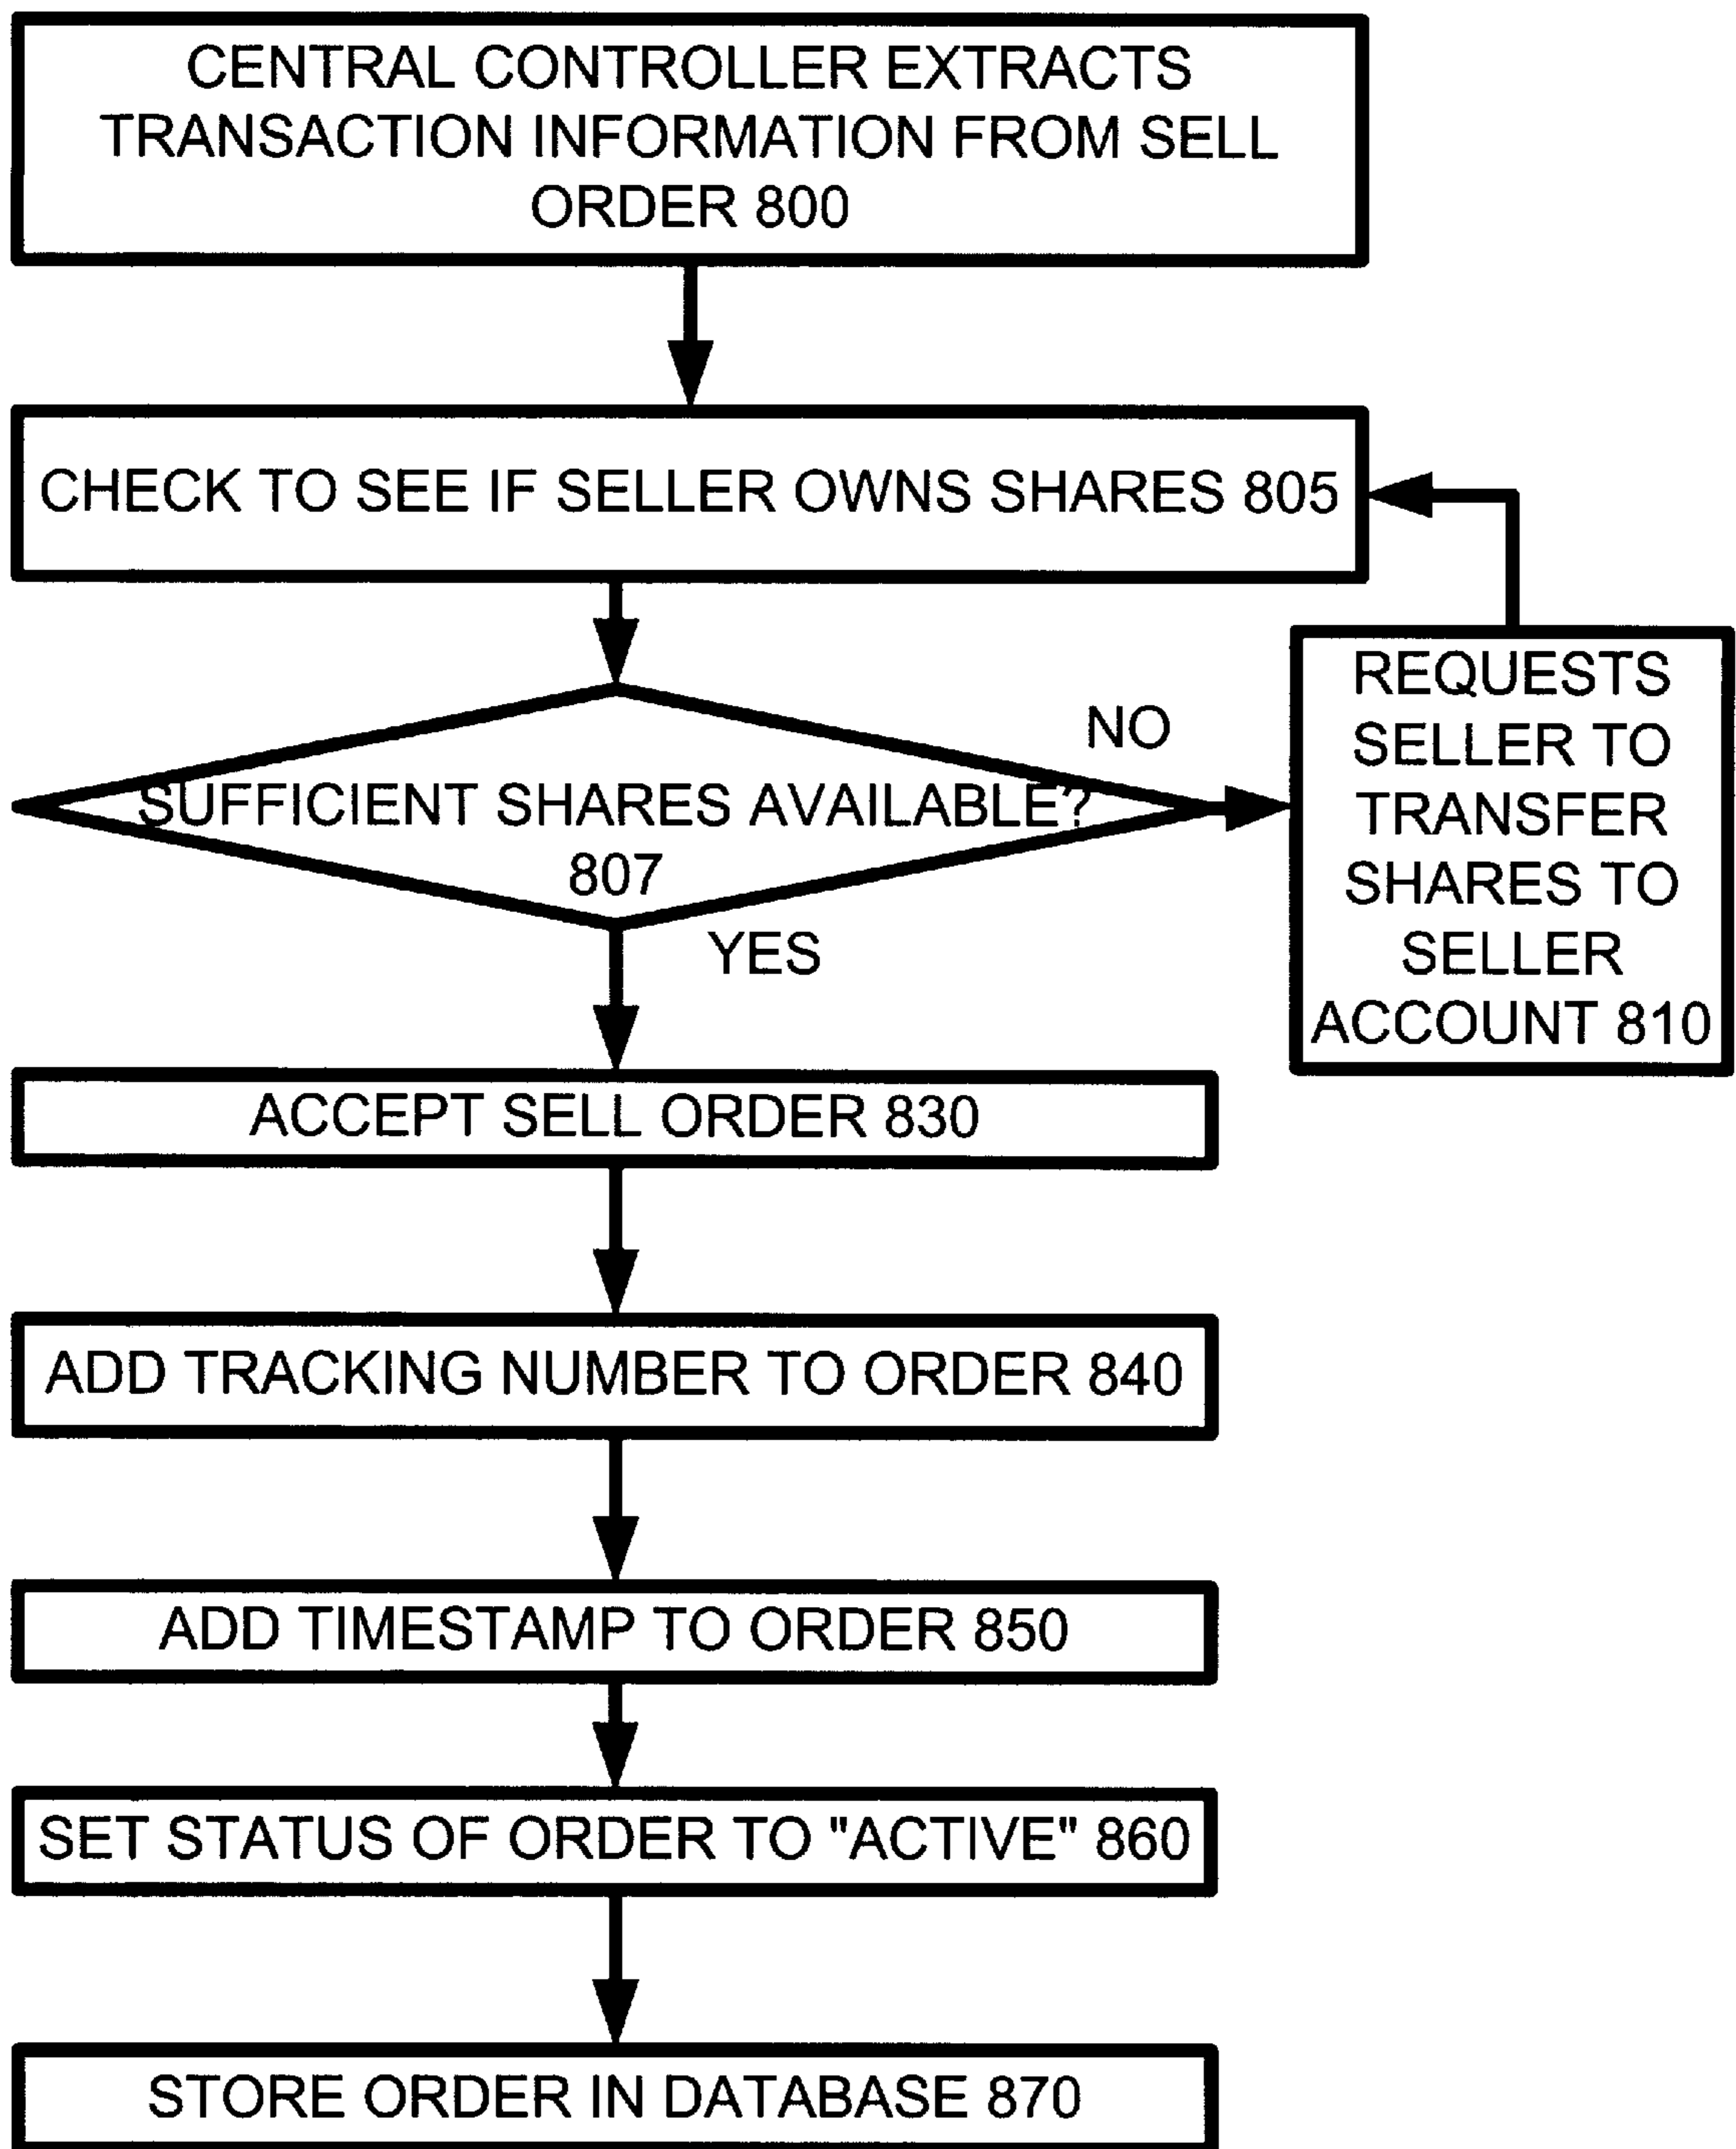 CENTRAL CONTROLLER EXTRACTS
TRANSACTION INFORMATION FROM SELL
ORDER 800
CHECK TO SEE IF SELLER OWNS SHARES 805
NO
SUFFICIENT SHARES AVAILABLE?
807
YES
REQUESTS
SELLER TO
TRANSFER
SHARES TO
SELLER
ACCOUNT 810
ACCEPT SELL ORDER 830
ADD TRACKING NUMBER TO ORDER 840
ADD TIMESTAMP TO ORDER 850
SET STATUS OF ORDER TO "ACTIVE" 860
STORE ORDER IN DATABASE 870